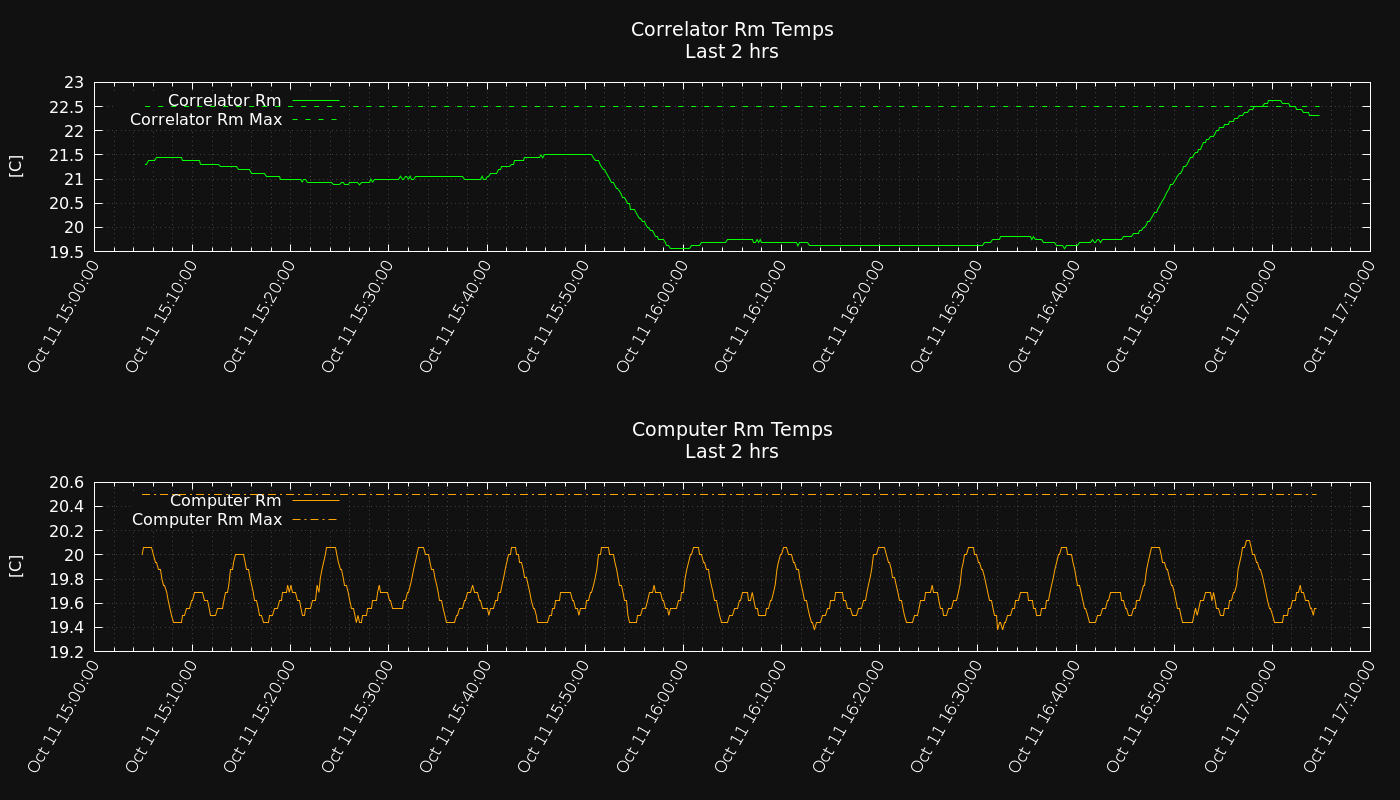 Correlator Rm Temps
Last 2 hrs
23
22.5
22
21.5
21
20.5
20
19.5
[C]
Correlator Rm
Correlator Rm Max
Oct 11 15:00:00
Oct 11 15:10:00
Oct 11 15:20:00
Oct 11 15:30:00
Oct 11 15:40:00
Oct 11 15:50:00
Oct 11 16:00:00
Oct 11 16:10:00
Oct 11 16:20:00
Oct 11 16:30:00
Oct 11 16:40:00
Oct 11 16:50:00
Oct 11 17:00:00
Oct 11 17:10:00
Computer Rm Temps
Last 2 hrs
20.6
20.4
20.2
20
19.8
19.6
19.4
19.2
[C]
Computer Rm
Computer Rm Max
Oct 11 15:00:00
Oct 11 15:10:00
Oct 11 15:20:00
Oct 11 15:30:00
Oct 11 15:40:00
Oct 11 15:50:00
Oct 11 16:00:00
Oct 11 16:10:00
Oct 11 16:20:00
Oct 11 16:30:00
Oct 11 16:40:00
Oct 11 16:50:00
Oct 11 17:00:00
Oct 11 17:10:00